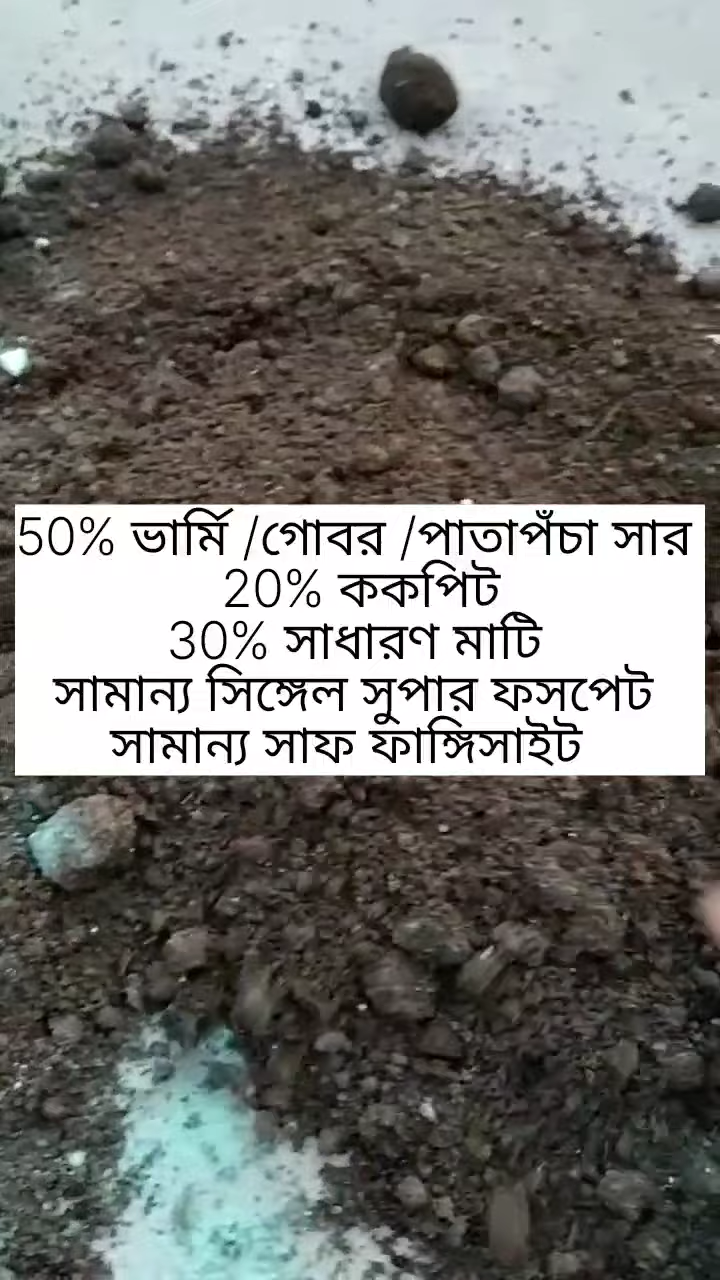 50% ভার্মি /গোবর /পাতাপঁচা সার
20% ককপিট
30% সাধারণ মাটি
সামান্য সিঙ্গেল সুপার ফসপেট
সামান্য সাফ ফাঙ্গিসাইট